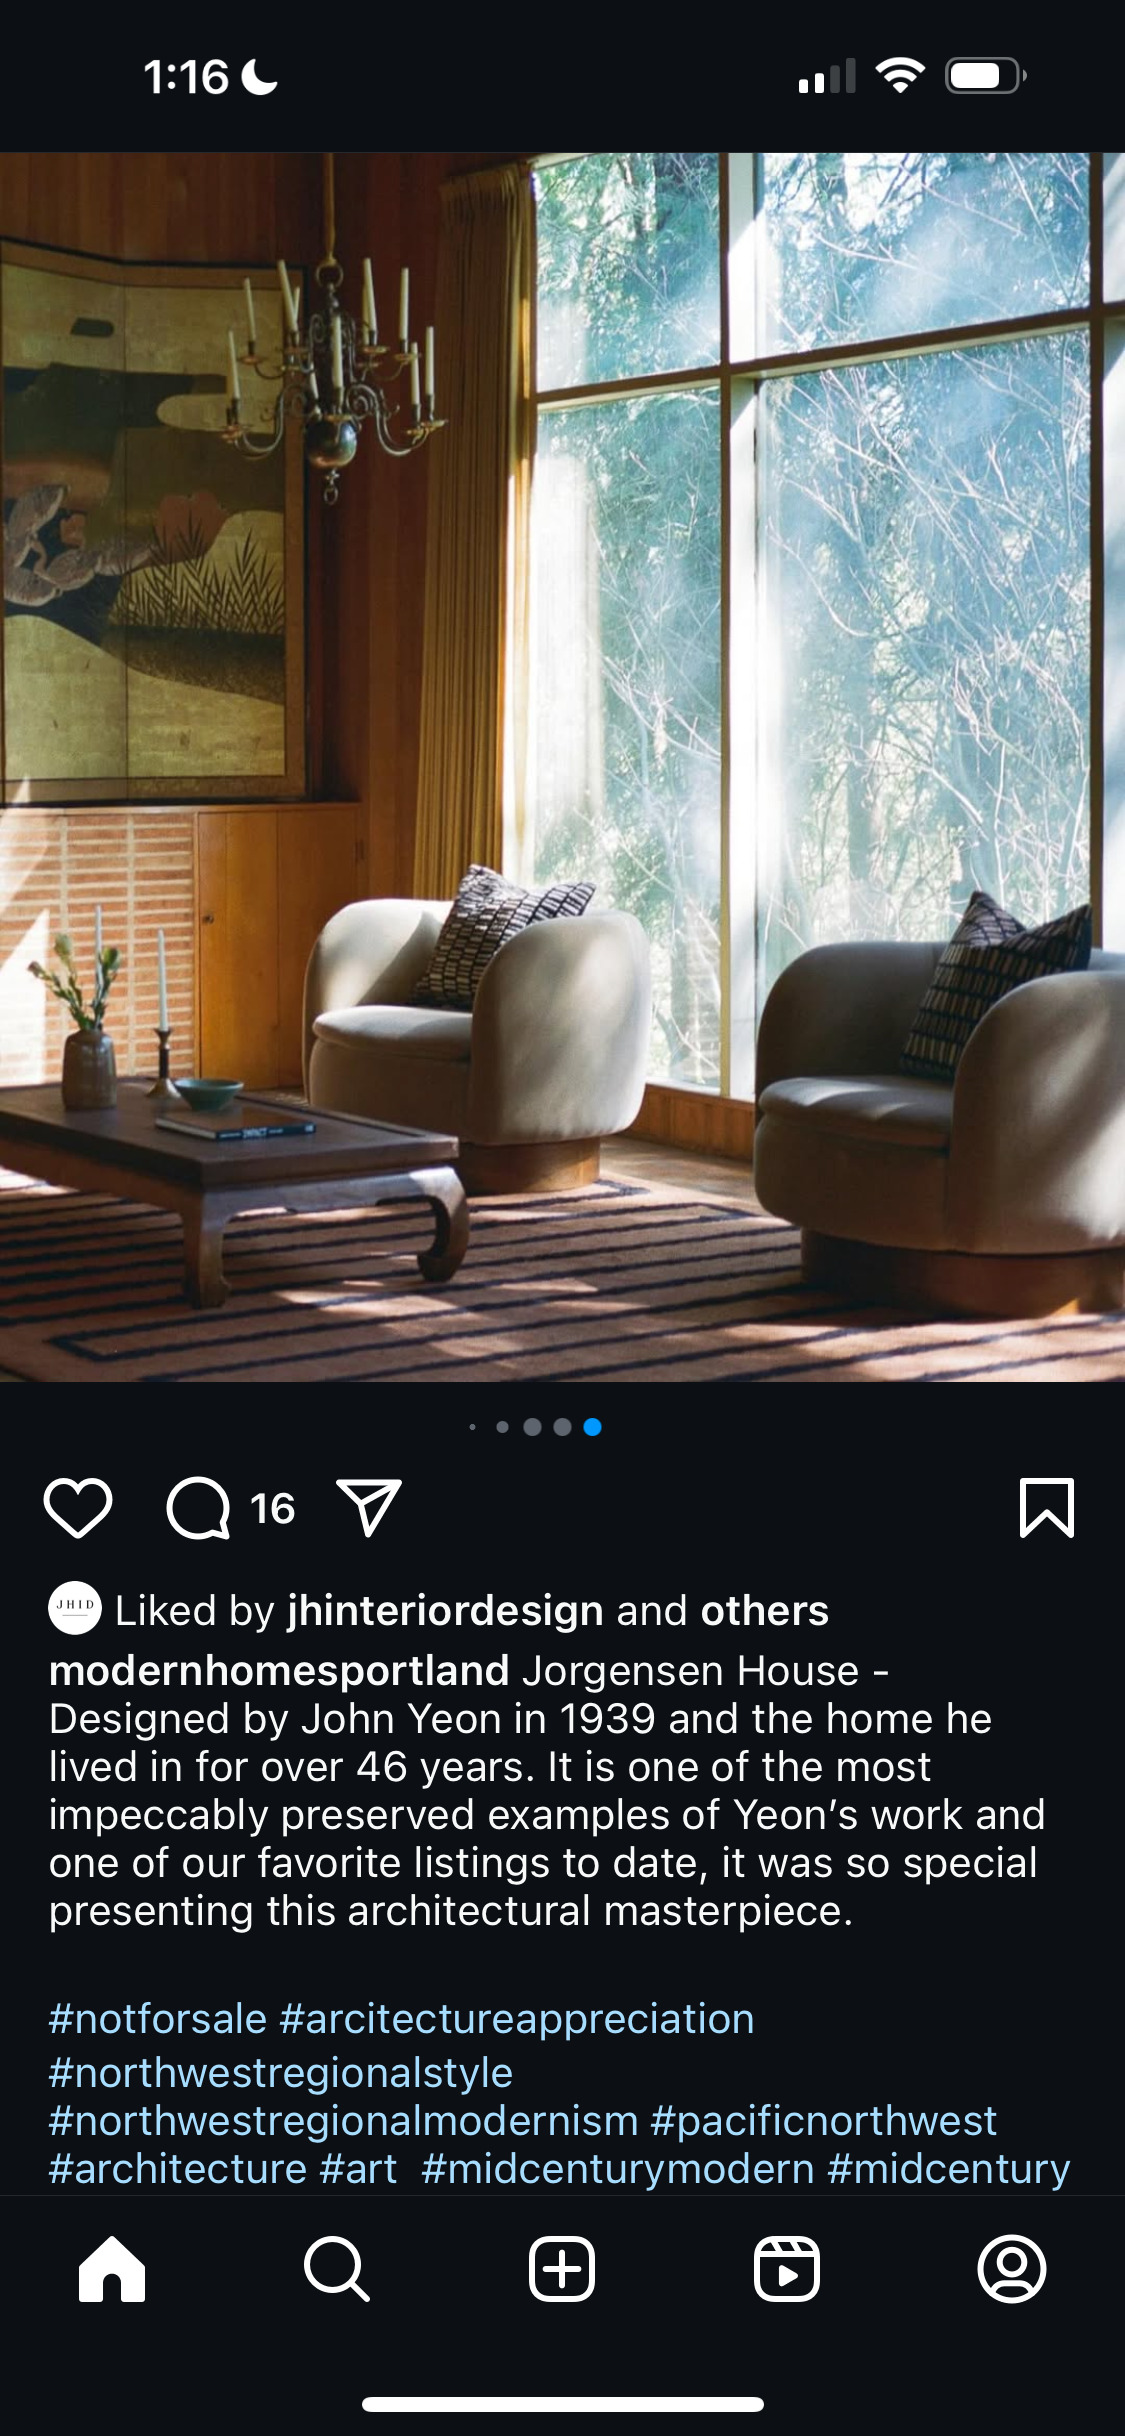 1:16
16
JHID
Liked by jhinteriordesign and others
modernhomesportland Jorgensen House -
Designed by John Yeon in 1939 and the home he
lived in for over 46 years. It is one of the most
impeccably preserved examples of Yeon’s work and
one of our favorite listings to date, it was so special
presenting this architectural masterpiece.
#notforsale #arcitectureappreciation
#northwestregionalstyle
#northwestregionalmodernism #pacificnorthwest
#architecture #art #midcenturymodern #midcentury